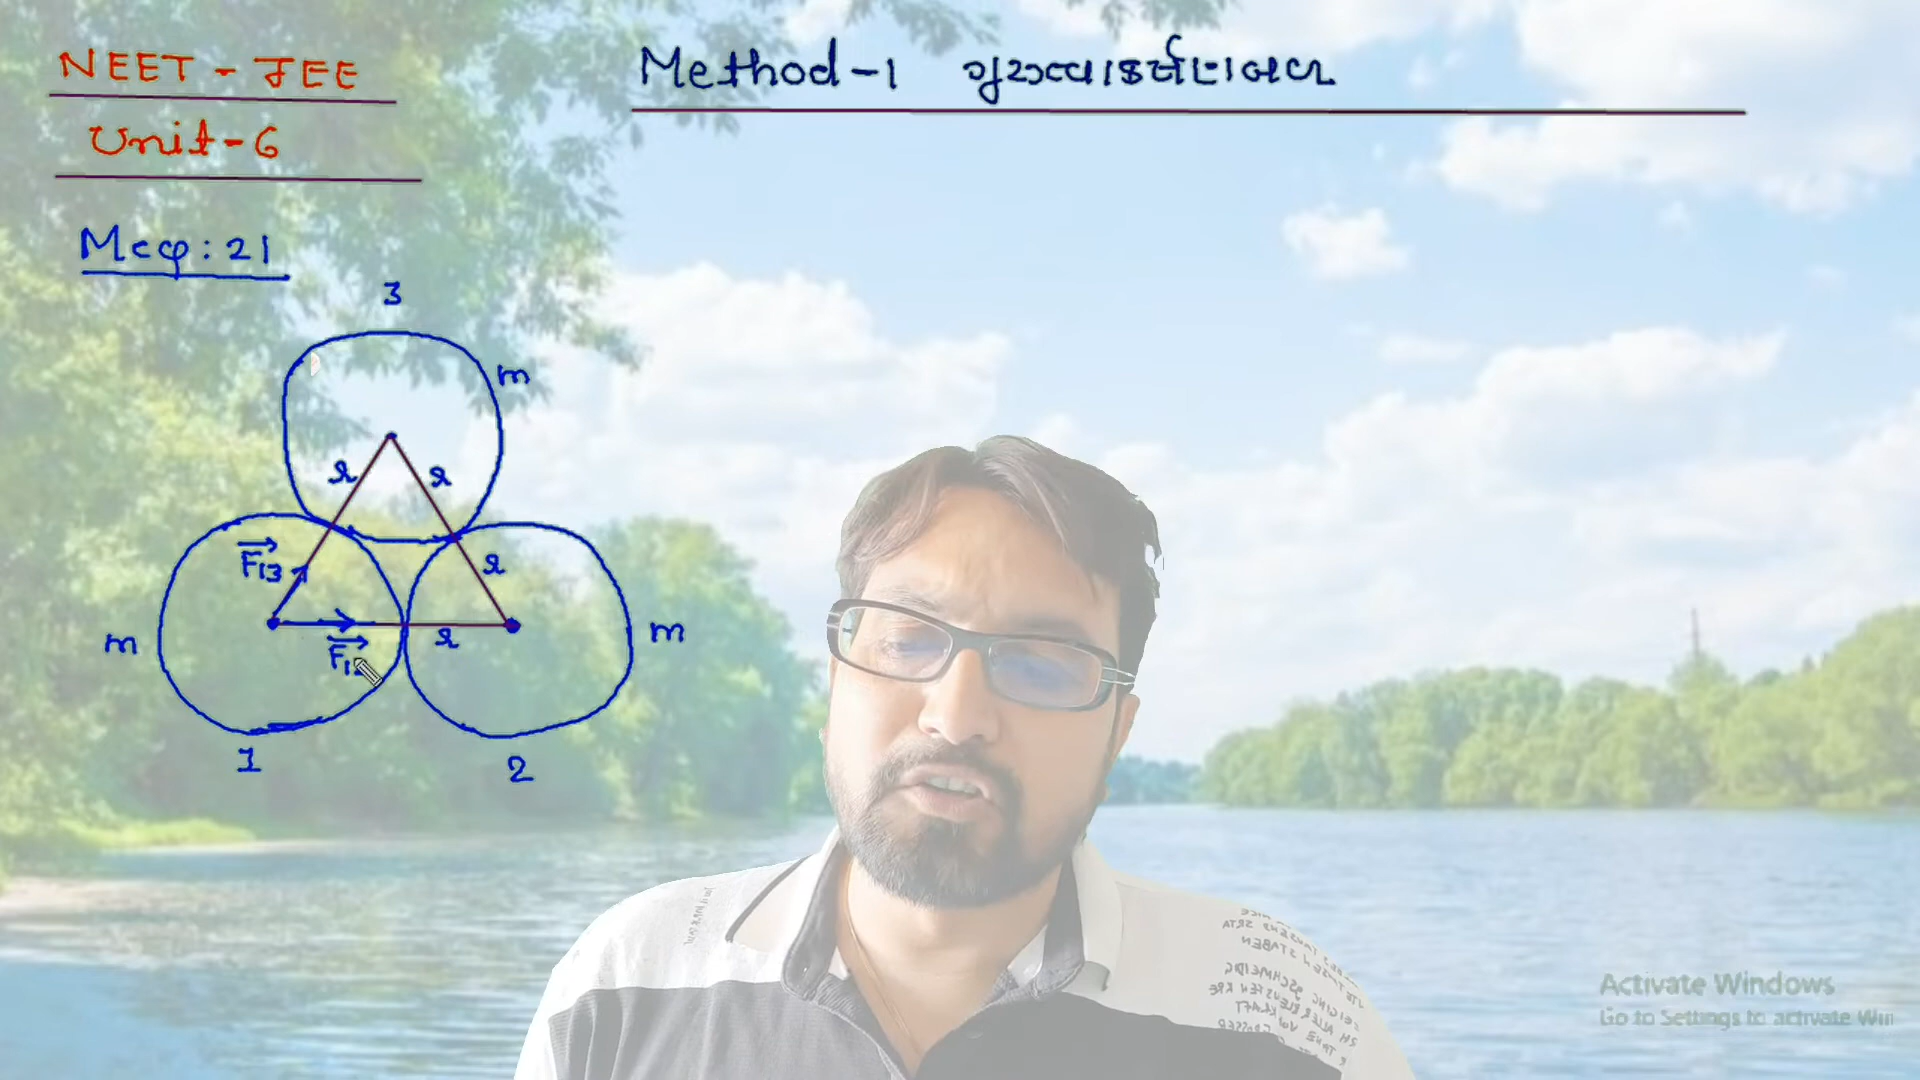 NEET - JEE
Unit-6
Method-1 ગુરુત્વાકર્ષણબળ
Mcq: 21
3
m
r
r
F13
r
m
r
m
F12
1
2
Activate Windows
Go to Settings to activate Win